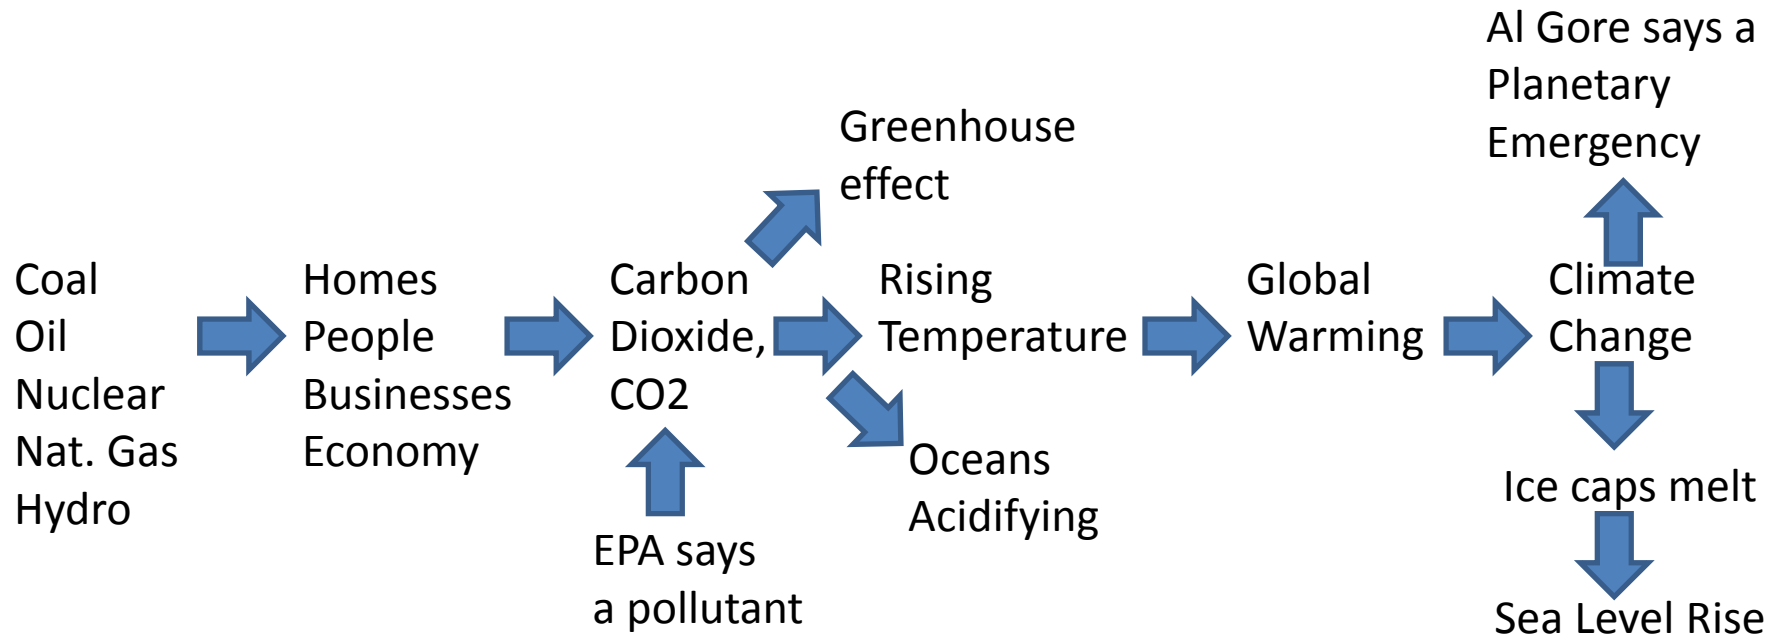 Coal
Oil
Nuclear
Nat. Gas
Hydro
Homes
People
Businesses
Economy
Carbon
Dioxide,
CO2
EPA says
a pollutant
Greenhouse
effect
Rising
Temperature
Oceans
Acidifying
Global
Warming
Climate
Change
Al Gore says a
Planetary
Emergency
Ice caps melt
Sea Level Rise